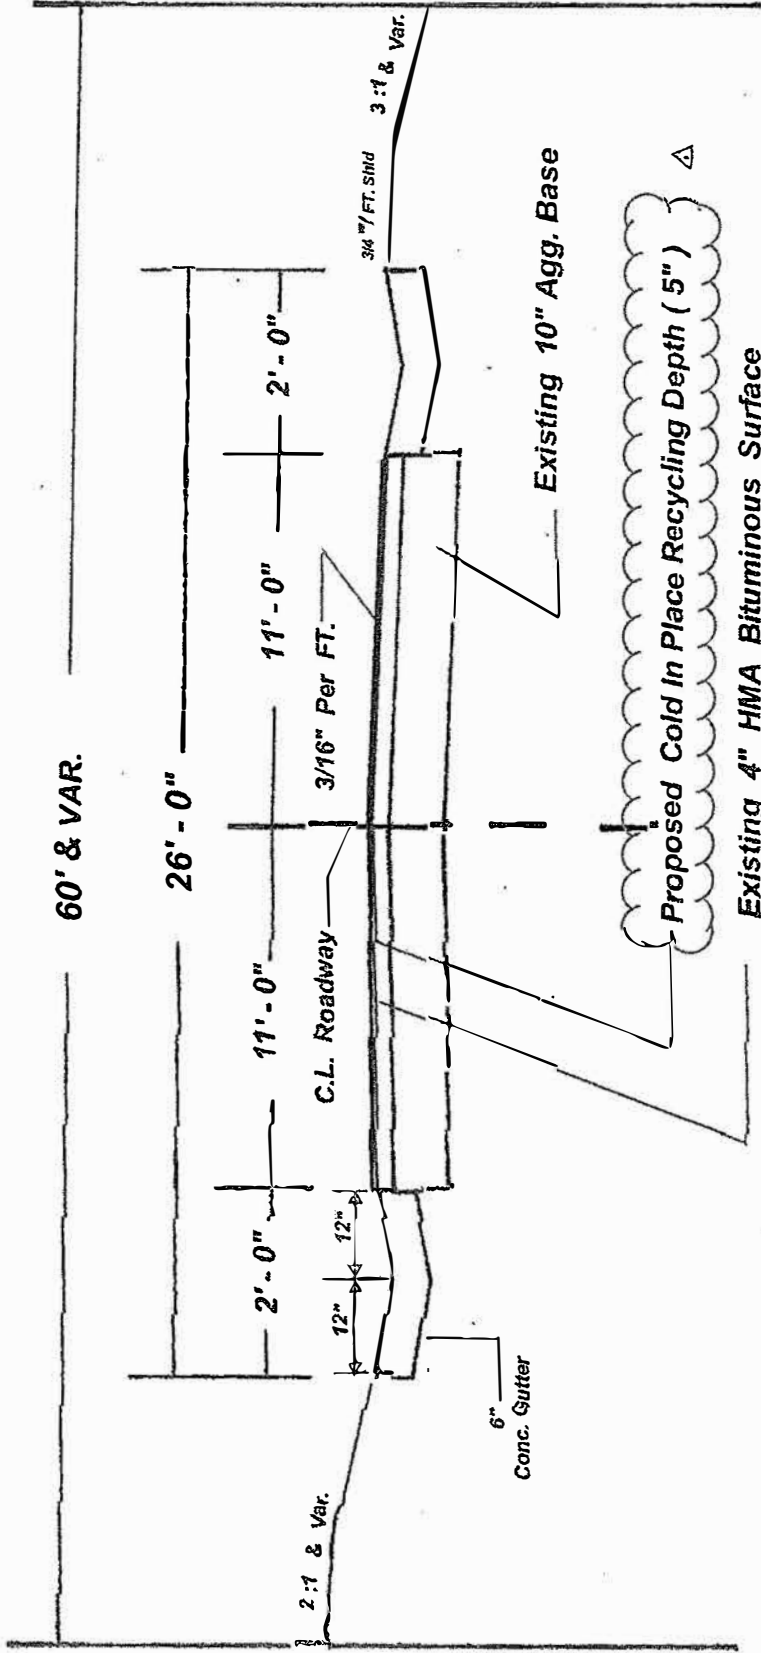 60' & VAR.
26' - 0"
2' - 0"
11' - 0"
11' - 0"
2' - 0"
12"
12"
C.L. Roadway
3/16" Per FT.
2 :1 & Var.
3/4 "/ FT. Shld
3 :1 & Var.
6"
Conc. Gutter
Existing 10" Agg. Base
Proposed Cold In Place Recycling Depth ( 5" )
Existing 4" HMA Bituminous Surface